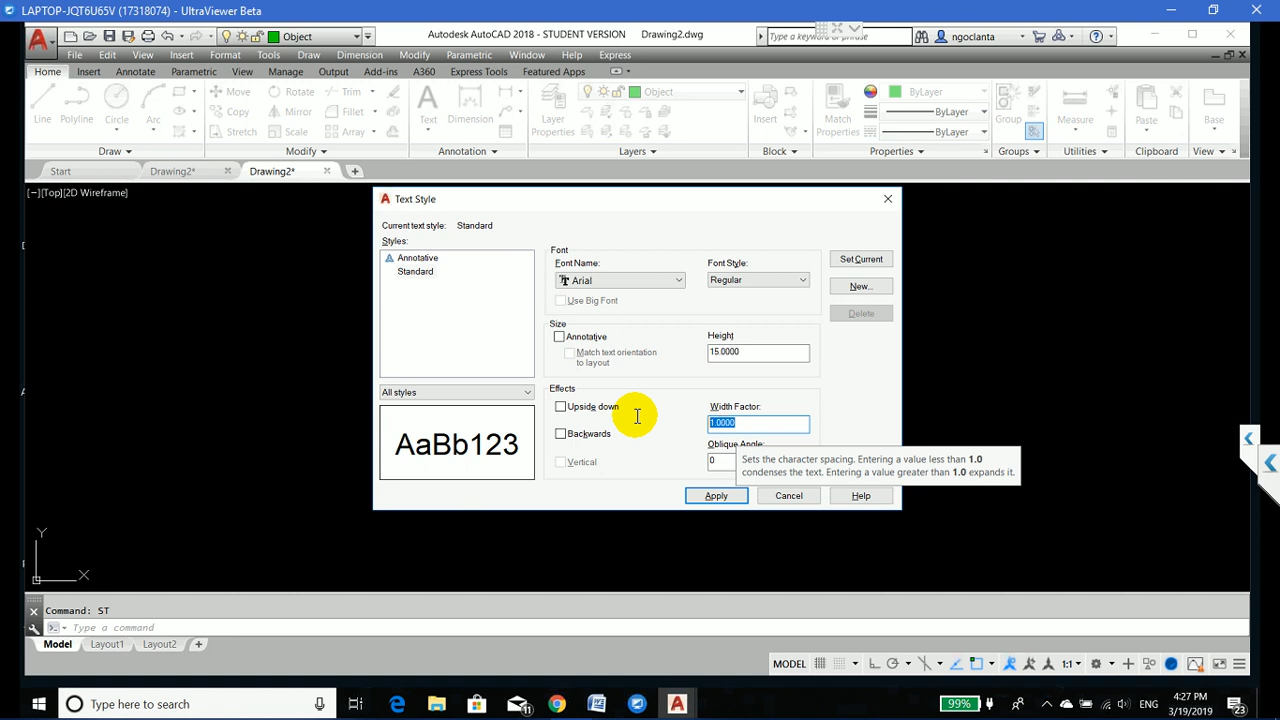 LAPTOP-JQT6U65V (17318074) - UltraViewer Beta
Object
Autodesk AutoCAD 2018 - STUDENT VERSION Drawing2.dwg
Type a keyword or phrase
ngoclanta
File Edit View Insert Format Tools Draw Dimension Modify Parametric Window Help Express
Home Insert Annotate Parametric View Manage Output Add-ins A360 Express Tools Featured Apps
Line Polyline Circle Arc
Move Rotate Trim
Copy Mirror Fillet
Stretch Scale Array
Text Dimension
Layer Properties
Object
Insert
Match Properties
ByLayer
ByLayer
ByLayer
Group
Measure
Paste
Base
Draw Modify Annotation Layers Block Properties Groups Utilities Clipboard View
Start Drawing2* Drawing2*
[−][Top][2D Wireframe]
Text Style
Current text style: Standard
Styles:
Annotative
Standard
All styles
AaBb123
Font
Font Name:
Arial
Use Big Font
Font Style:
Regular
Size
Annotative
Match text orientation
to layout
Height
15.0000
Effects
Upside down
Backwards
Vertical
Width Factor:
1.0000
Oblique Angle:
0
Sets the character spacing. Entering a value less than 1.0
condenses the text. Entering a value greater than 1.0 expands it.
Set Current
New...
Delete
Apply Cancel Help
Y
X
Command: ST
Type a command
Model Layout1 Layout2
MODEL 1:1
Type here to search
11
99%
ENG
4:27 PM
3/19/2019
23